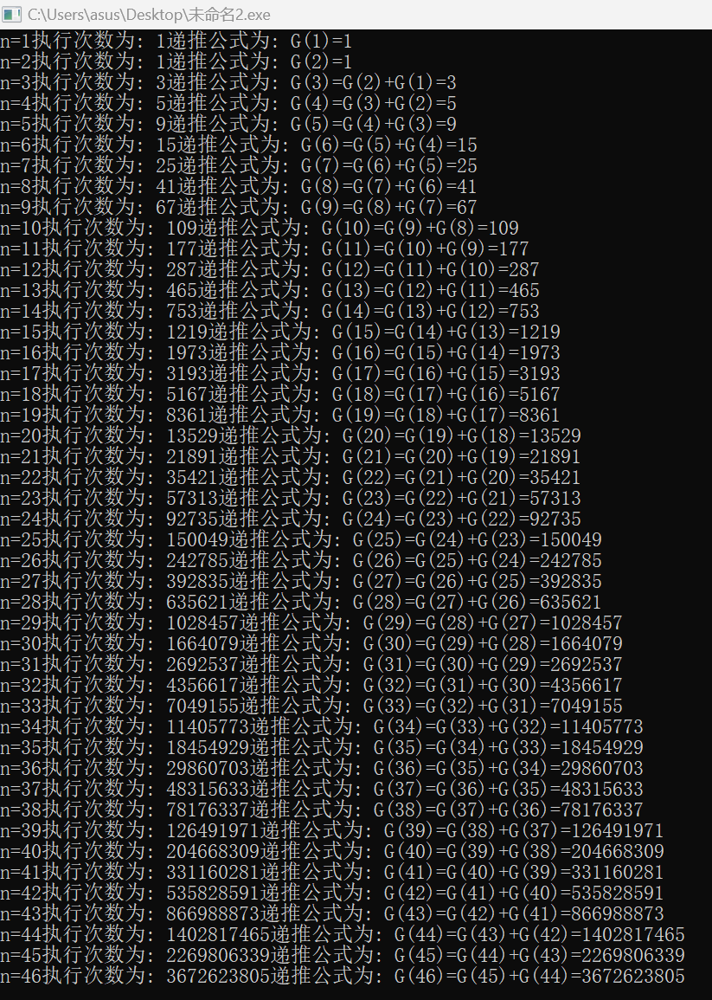 C:\Users\asus\Desktop\未命名2.exe
n=1执行次数为: 1递推公式为: G(1)=1
n=2执行次数为: 1递推公式为: G(2)=1
n=3执行次数为: 3递推公式为: G(3)=G(2)+G(1)=3
n=4执行次数为: 5递推公式为: G(4)=G(3)+G(2)=5
n=5执行次数为: 9递推公式为: G(5)=G(4)+G(3)=9
n=6执行次数为: 15递推公式为: G(6)=G(5)+G(4)=15
n=7执行次数为: 25递推公式为: G(7)=G(6)+G(5)=25
n=8执行次数为: 41递推公式为: G(8)=G(7)+G(6)=41
n=9执行次数为: 67递推公式为: G(9)=G(8)+G(7)=67
n=10执行次数为: 109递推公式为: G(10)=G(9)+G(8)=109
n=11执行次数为: 177递推公式为: G(11)=G(10)+G(9)=177
n=12执行次数为: 287递推公式为: G(12)=G(11)+G(10)=287
n=13执行次数为: 465递推公式为: G(13)=G(12)+G(11)=465
n=14执行次数为: 753递推公式为: G(14)=G(13)+G(12)=753
n=15执行次数为: 1219递推公式为: G(15)=G(14)+G(13)=1219
n=16执行次数为: 1973递推公式为: G(16)=G(15)+G(14)=1973
n=17执行次数为: 3193递推公式为: G(17)=G(16)+G(15)=3193
n=18执行次数为: 5167递推公式为: G(18)=G(17)+G(16)=5167
n=19执行次数为: 8361递推公式为: G(19)=G(18)+G(17)=8361
n=20执行次数为: 13529递推公式为: G(20)=G(19)+G(18)=13529
n=21执行次数为: 21891递推公式为: G(21)=G(20)+G(19)=21891
n=22执行次数为: 35421递推公式为: G(22)=G(21)+G(20)=35421
n=23执行次数为: 57313递推公式为: G(23)=G(22)+G(21)=57313
n=24执行次数为: 92735递推公式为: G(24)=G(23)+G(22)=92735
n=25执行次数为: 150049递推公式为: G(25)=G(24)+G(23)=150049
n=26执行次数为: 242785递推公式为: G(26)=G(25)+G(24)=242785
n=27执行次数为: 392835递推公式为: G(27)=G(26)+G(25)=392835
n=28执行次数为: 635621递推公式为: G(28)=G(27)+G(26)=635621
n=29执行次数为: 1028457递推公式为: G(29)=G(28)+G(27)=1028457
n=30执行次数为: 1664079递推公式为: G(30)=G(29)+G(28)=1664079
n=31执行次数为: 2692537递推公式为: G(31)=G(30)+G(29)=2692537
n=32执行次数为: 4356617递推公式为: G(32)=G(31)+G(30)=4356617
n=33执行次数为: 7049155递推公式为: G(33)=G(32)+G(31)=7049155
n=34执行次数为: 11405773递推公式为: G(34)=G(33)+G(32)=11405773
n=35执行次数为: 18454929递推公式为: G(35)=G(34)+G(33)=18454929
n=36执行次数为: 29860703递推公式为: G(36)=G(35)+G(34)=29860703
n=37执行次数为: 48315633递推公式为: G(37)=G(36)+G(35)=48315633
n=38执行次数为: 78176337递推公式为: G(38)=G(37)+G(36)=78176337
n=39执行次数为: 126491971递推公式为: G(39)=G(38)+G(37)=126491971
n=40执行次数为: 204668309递推公式为: G(40)=G(39)+G(38)=204668309
n=41执行次数为: 331160281递推公式为: G(41)=G(40)+G(39)=331160281
n=42执行次数为: 535828591递推公式为: G(42)=G(41)+G(40)=535828591
n=43执行次数为: 866988873递推公式为: G(43)=G(42)+G(41)=866988873
n=44执行次数为: 1402817465递推公式为: G(44)=G(43)+G(42)=1402817465
n=45执行次数为: 2269806339递推公式为: G(45)=G(44)+G(43)=2269806339
n=46执行次数为: 3672623805递推公式为: G(46)=G(45)+G(44)=3672623805